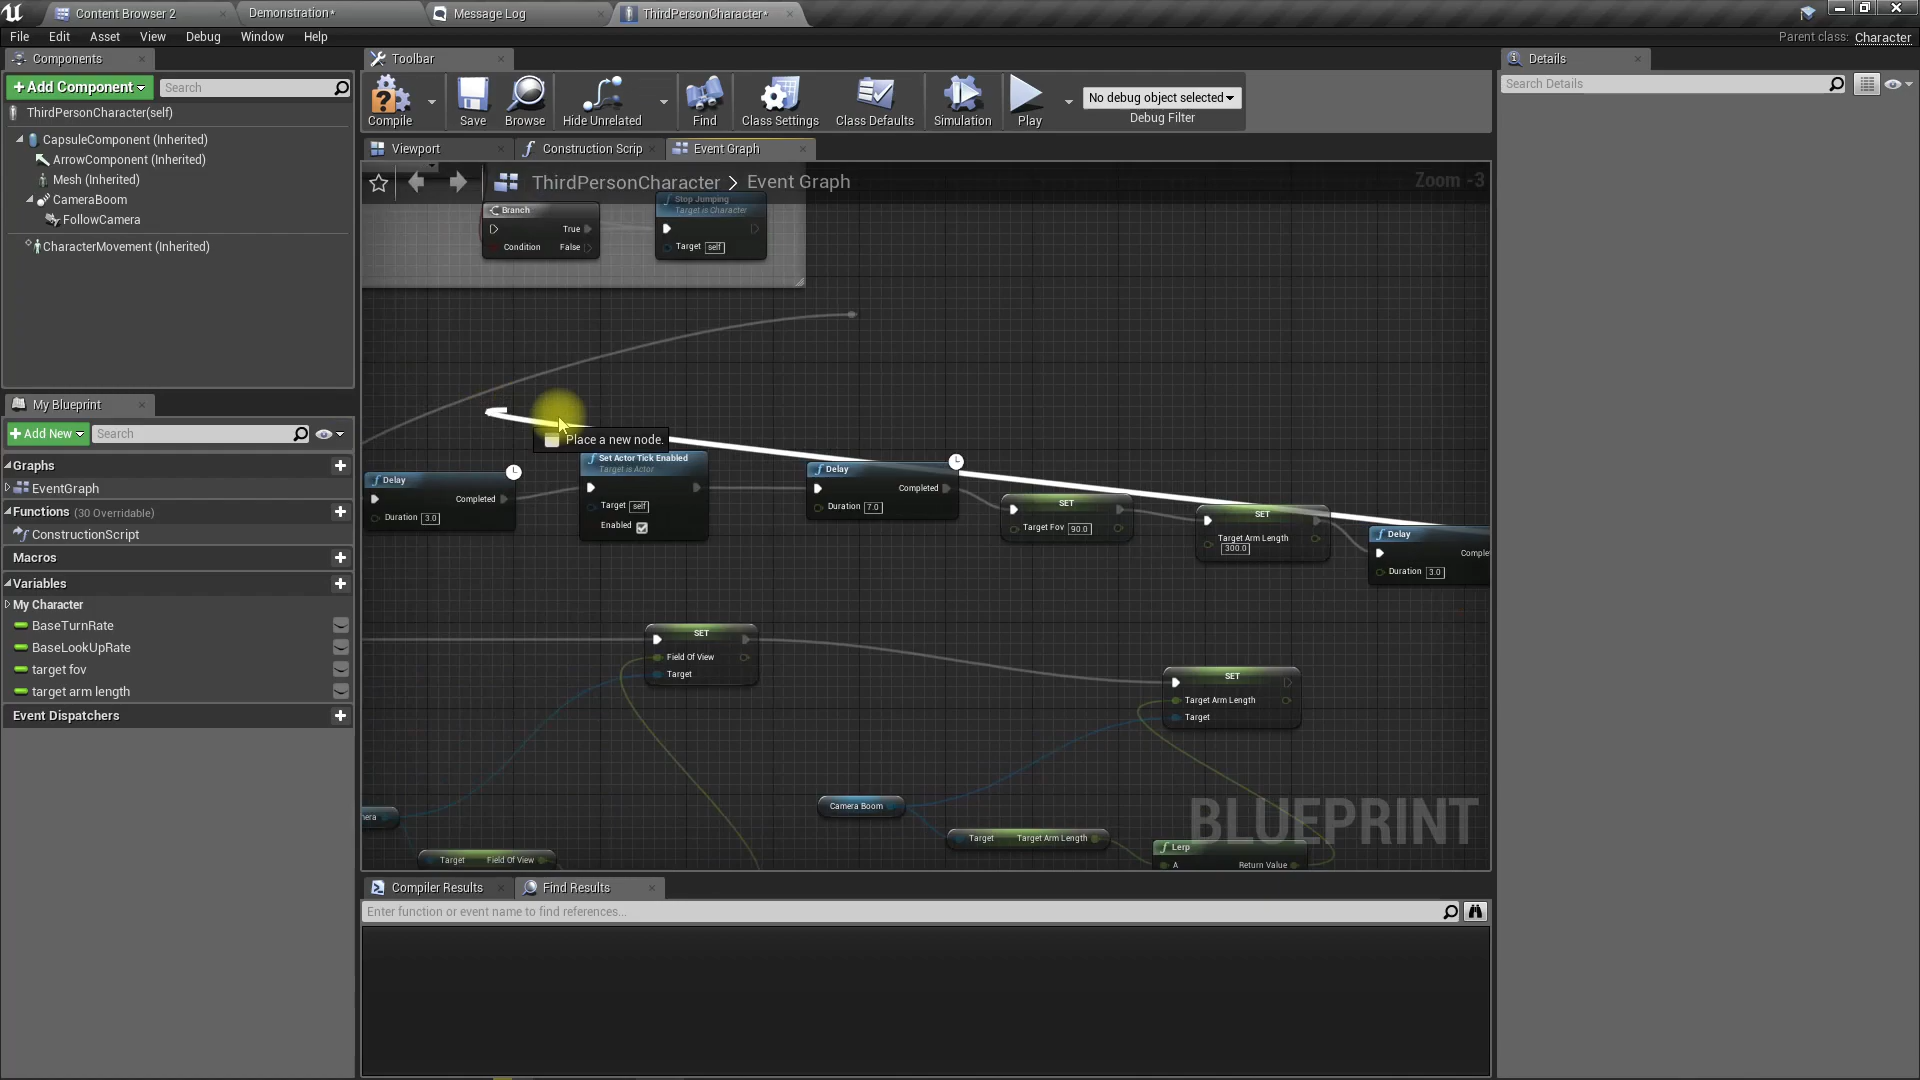 Content Browser 2
Demonstration*
Message Log
ThirdPersonCharacter*
File Edit Asset View Debug Window Help
Parent class: Character
Components
+Add Component
Search
ThirdPersonCharacter(self)
CapsuleComponent (Inherited)
ArrowComponent (Inherited)
Mesh (Inherited)
CameraBoom
FollowCamera
CharacterMovement (Inherited)
My Blueprint
+Add New
Search
Graphs
EventGraph
Functions (30 Overridable)
ConstructionScript
Macros
Variables
My Character
BaseTurnRate
BaseLookUpRate
target fov
target arm length
Event Dispatchers
Toolbar
Compile
Save
Browse
Hide Unrelated
Find
Class Settings
Class Defaults
Simulation
Play
No debug object selected
Debug Filter
Viewport
Construction Scrip
Event Graph
ThirdPersonCharacter > Event Graph
Zoom -3
Branch
True
Condition False
Stop Jumping
Target is Character
Target self
Place a new node.
Delay
Completed
Duration 3.0
Set Actor Tick Enabled
Target is Actor
Target self
Enabled
Delay
Completed
Duration 7.0
SET
Target Fov 90.0
SET
Target Arm Length
300.0
Delay
Comple
Duration 3.0
SET
Field Of View
Target
SET
Target Arm Length
Target
nera
Target Field Of View
Camera Boom
Target Target Arm Length
Lerp
A Return Value
BLUEPRINT
Compiler Results
Find Results
Enter function or event name to find references...
Details
Search Details